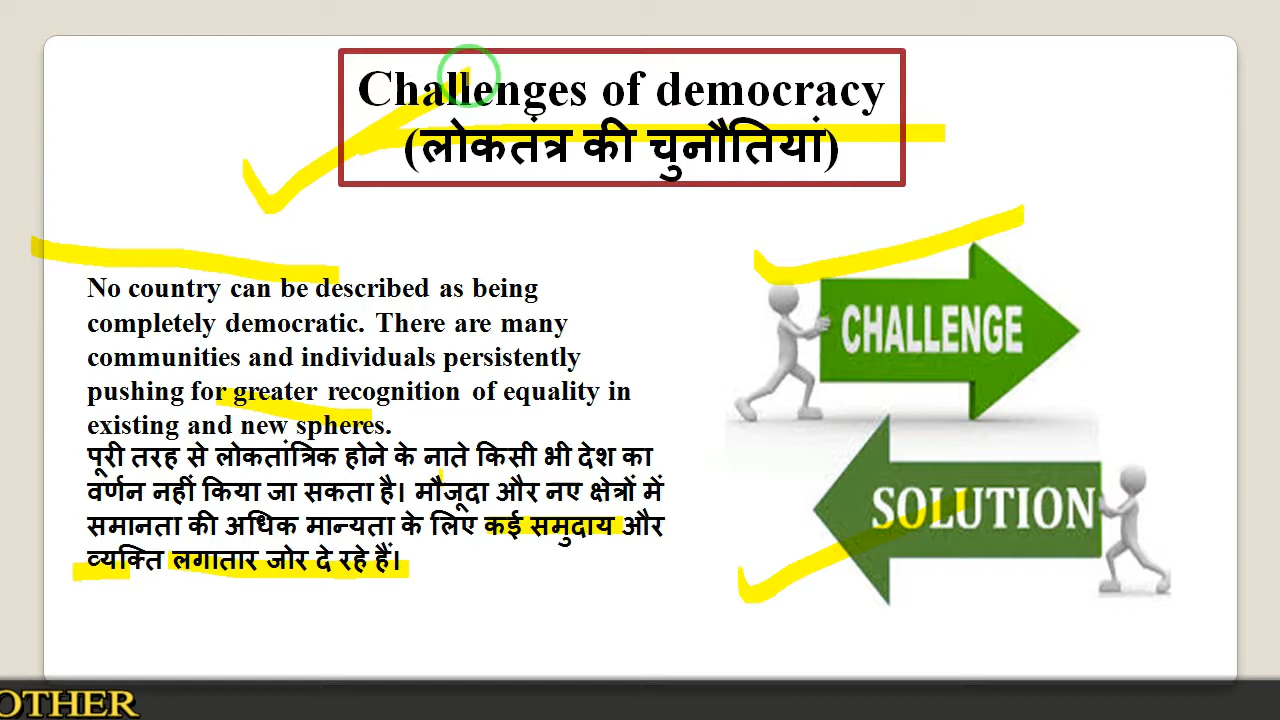 Challenges of democracy
(लोकतंत्र की चुनौतियां)
No country can be described as being
completely democratic. There are many
communities and individuals persistently
pushing for greater recognition of equality in
existing and new spheres.
पूरी तरह से लोकतांत्रिक होने के नाते किसी भी देश का
वर्णन नहीं किया जा सकता है। मौजूदा और नए क्षेत्रों में
समानता की अधिक मान्यता के लिए कई समुदाय और
व्यक्ति लगातार जोर दे रहे हैं।
CHALLENGE
SOLUTION
OTHER